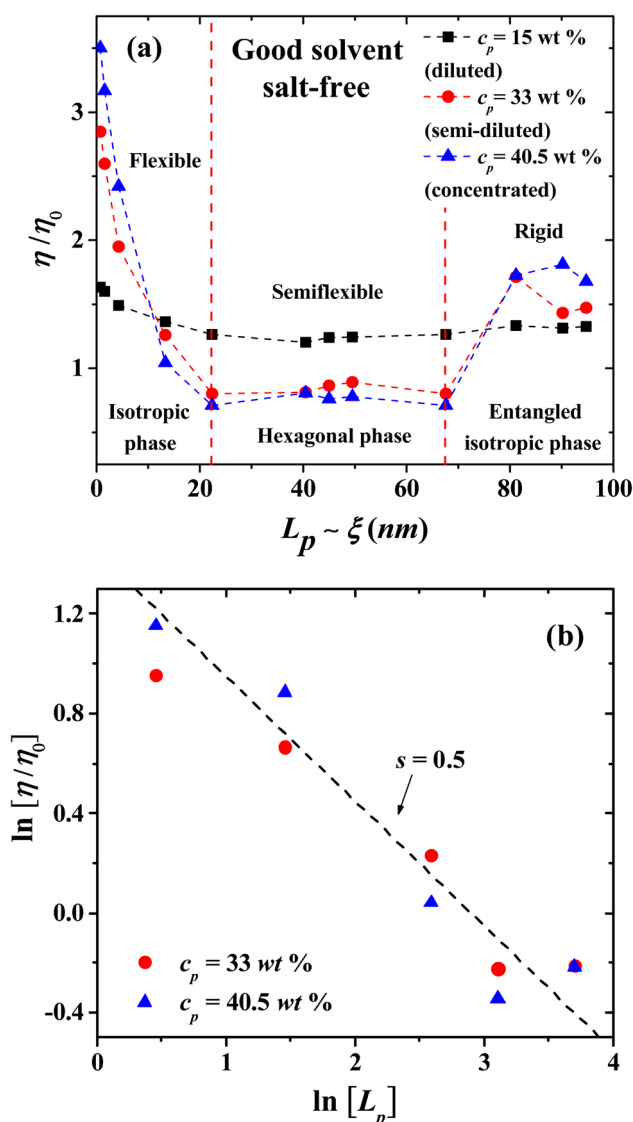 (a)
Good solvent
salt-free
c_p = 15 wt %
(diluted)
c_p = 33 wt %
(semi-diluted)
c_p = 40.5 wt %
(concentrated)
Flexible
Semiflexible
Rigid
Isotropic
phase
Hexagonal phase
Entangled
isotropic phase
η/η_0
3
2
1
0 20 40 60 80 100
L_p ~ ξ (nm)
(b)
s = 0.5
c_p = 33 wt %
c_p = 40.5 wt %
ln [η/η_0]
1.2
0.8
0.4
0.0
-0.4
0 1 2 3 4
ln [L_p]